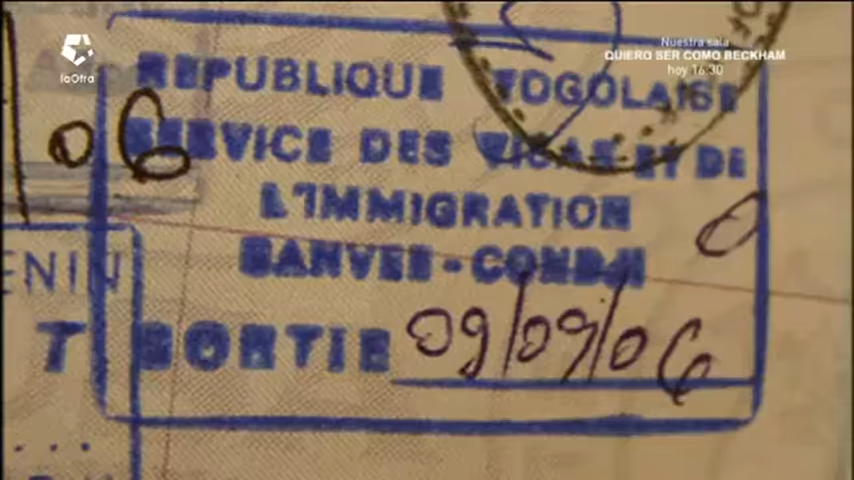 laOtra
Nuestra sala
QUIERO SER COMO BECKHAM
hoy 16:30
REPUBLIQUE TOGOLAISE
06
SERVICE DES VISAS ET DE
L'IMMIGRATION
SANVEE-CONDJI
ENIN
T
SORTIE 09/09/06